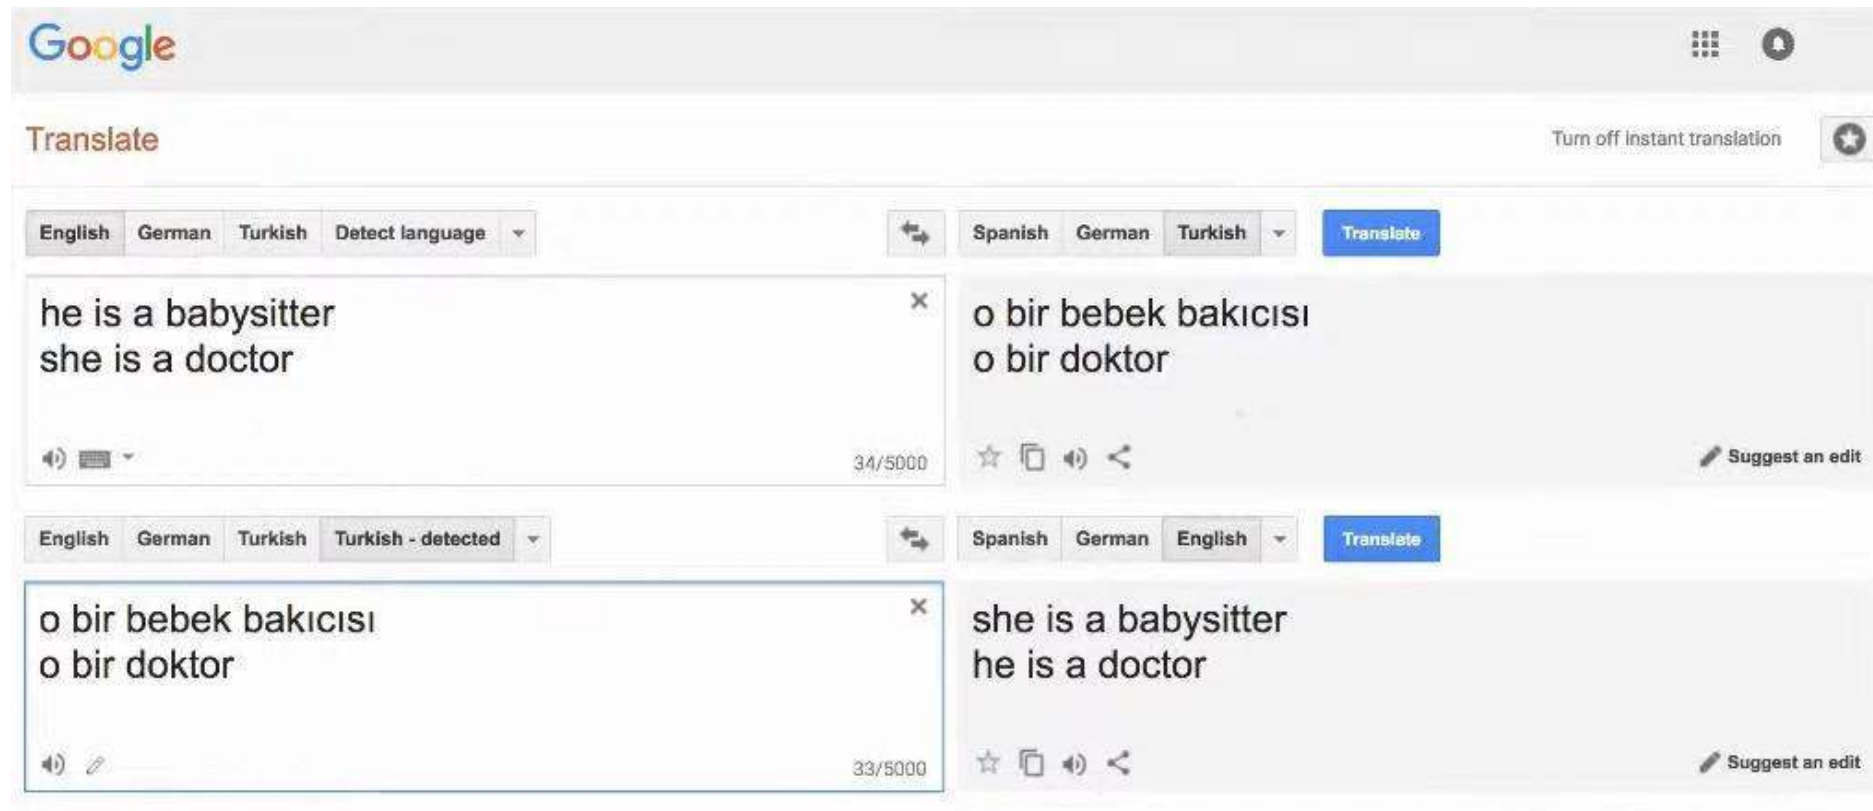 Google
Translate
Turn off instant translation
English German Turkish Detect language
Spanish German Turkish Translate
he is a babysitter
she is a doctor
34/5000
o bir bebek bakıcısı
o bir doktor
Suggest an edit
English German Turkish Turkish - detected
Spanish German English Translate
o bir bebek bakıcısı
o bir doktor
33/5000
she is a babysitter
he is a doctor
Suggest an edit